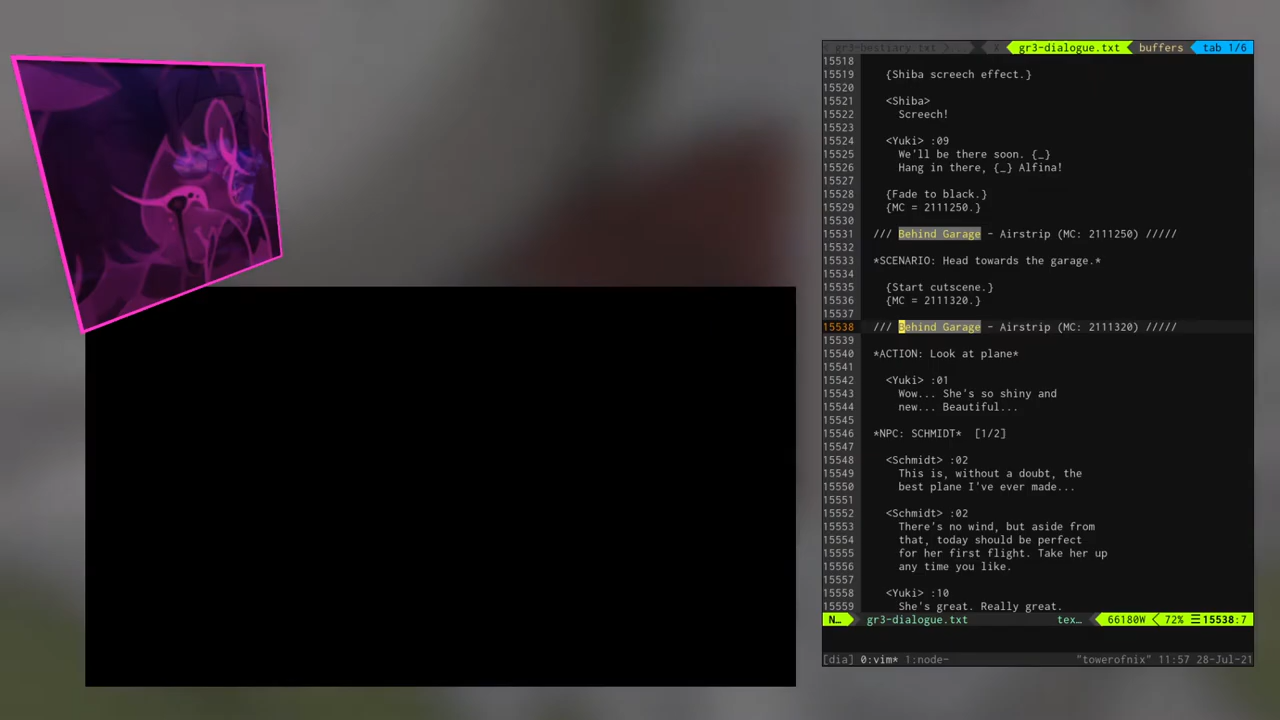 < gr3-bestiary.txt >... gr3-dialogue.txt buffers tab 1/6
15518
15519 {Shiba screech effect.}
15520
15521 <Shiba>
15522 Screech!
15523
15524 <Yuki> :09
15525 We'll be there soon. {_}
15526 Hang in there, {_} Alfina!
15527
15528 {Fade to black.}
15529 {MC = 2111250.}
15530
15531 /// Behind Garage - Airstrip (MC: 2111250) /////
15532
15533 *SCENARIO: Head towards the garage.*
15534
15535 {Start cutscene.}
15536 {MC = 2111320.}
15537
15538 /// Behind Garage - Airstrip (MC: 2111320) /////
15539
15540 *ACTION: Look at plane*
15541
15542 <Yuki> :01
15543 Wow... She's so shiny and
15544 new... Beautiful...
15545
15546 *NPC: SCHMIDT* [1/2]
15547
15548 <Schmidt> :02
15549 This is, without a doubt, the
15550 best plane I've ever made...
15551
15552 <Schmidt> :02
15553 There's no wind, but aside from
15554 that, today should be perfect
15555 for her first flight. Take her up
15556 any time you like.
15557
15558 <Yuki> :10
15559 She's great. Really great.
N… gr3-dialogue.txt tex… 66180W 72% ☰15538:7
[dia] 0:vim* 1:node- "towerofnix" 11:57 28-Jul-21